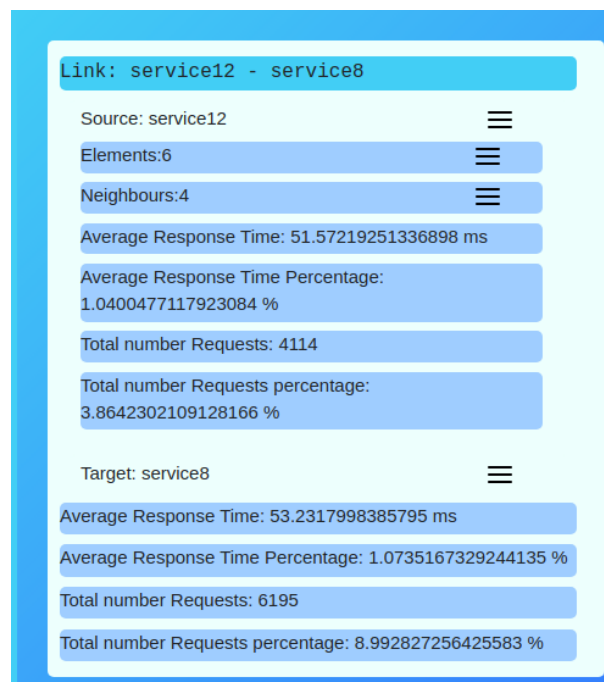 Link: service12 - service8
Source: service12
Elements:6
Neighbours:4
Average Response Time: 51.57219251336898 ms
Average Response Time Percentage:
1.0400477117923084 %
Total number Requests: 4114
Total number Requests percentage:
3.8642302109128166 %
Target: service8
Average Response Time: 53.2317998385795 ms
Average Response Time Percentage: 1.0735167329244135 %
Total number Requests: 6195
Total number Requests percentage: 8.992827256425583 %